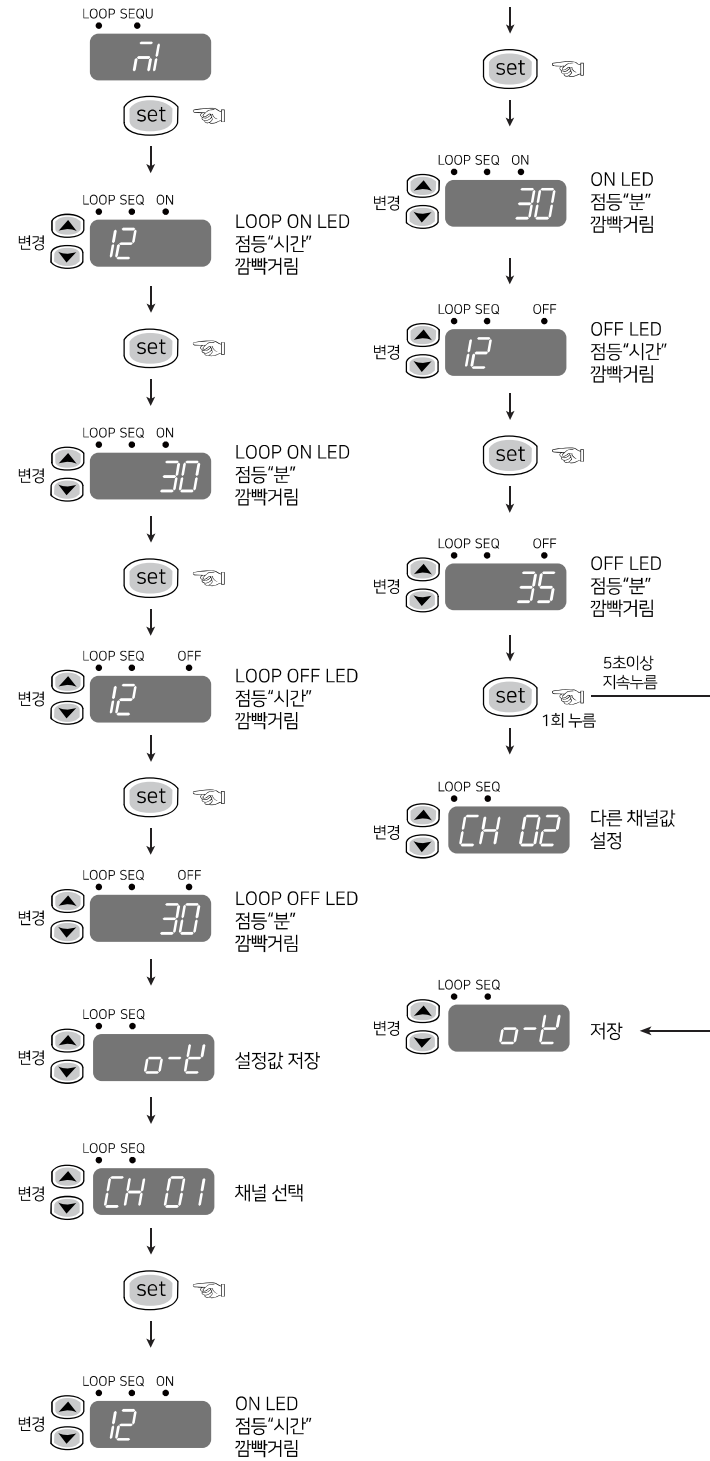 LOOP SEQU
n1
set
LOOP SEQ ON
변경
12
LOOP ON LED
점등“시간”
깜빡거림
set
LOOP SEQ ON
변경
30
LOOP ON LED
점등“분”
깜빡거림
set
LOOP SEQ OFF
변경
12
LOOP OFF LED
점등“시간”
깜빡거림
set
LOOP SEQ OFF
변경
30
LOOP OFF LED
점등“분”
깜빡거림
LOOP SEQ
변경
설정값 저장
LOOP SEQ
변경
CH 01
채널 선택
set
LOOP SEQ ON
변경
12
ON LED
점등“시간”
깜빡거림
set
LOOP SEQ ON
변경
30
ON LED
점등“분”
깜빡거림
LOOP SEQ OFF
변경
12
OFF LED
점등“시간”
깜빡거림
set
LOOP SEQ OFF
변경
35
OFF LED
점등“분”
깜빡거림
5초이상
지속누름
set
1회 누름
LOOP SEQ
변경
CH 02
다른 채널값
설정
LOOP SEQ
변경
저장